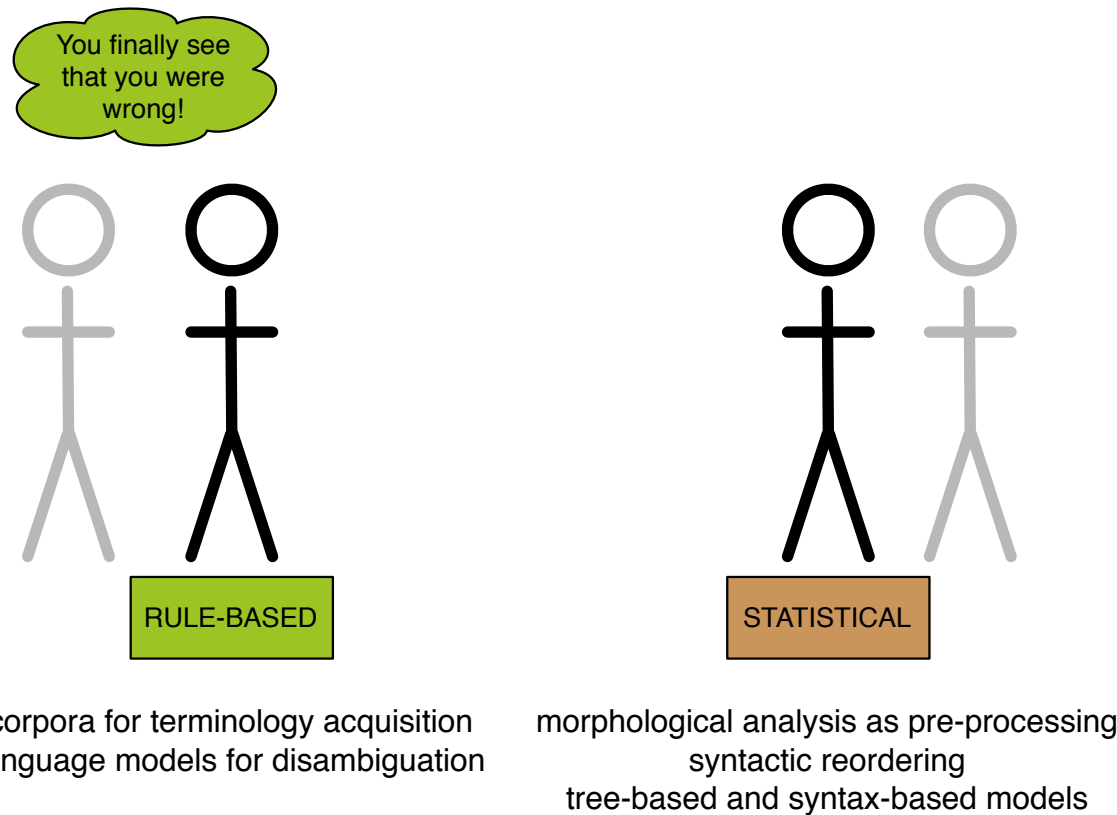 You finally see
that you were
wrong!
RULE-BASED
STATISTICAL
corpora for terminology acquisition
nguage models for disambiguation
morphological analysis as pre-processing
syntactic reordering
tree-based and syntax-based models